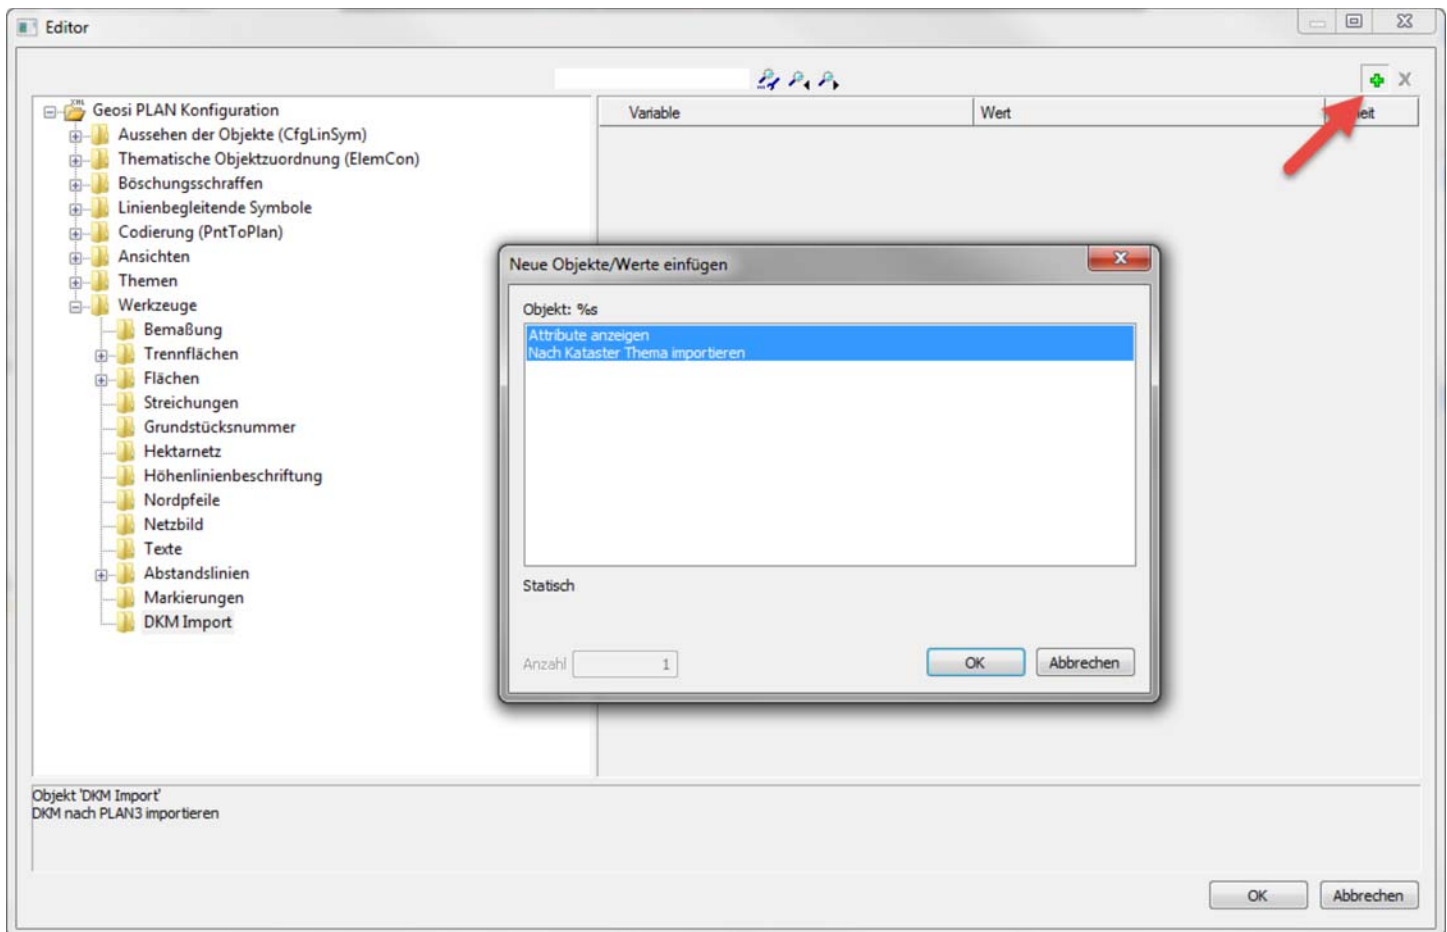 Editor
Variable Wert
Geosi PLAN Konfiguration
Aussehen der Objekte (CfgLinSym)
Thematische Objektzuordnung (ElemCon)
Böschungsschraffen
Linienbegleitende Symbole
Codierung (PntToPlan)
Ansichten
Themen
Werkzeuge
Bemaßung
Trennflächen
Flächen
Streichungen
Grundstücksnummer
Hektarnetz
Höhenlinienbeschriftung
Nordpfeile
Netzbild
Texte
Abstandslinien
Markierungen
DKM Import
Neue Objekte/Werte einfügen
Objekt: %s
Attribute anzeigen
Nach Kataster Thema importieren
Statisch
Anzahl 1
OK Abbrechen
Objekt 'DKM Import'
DKM nach PLAN3 importieren
OK Abbrechen